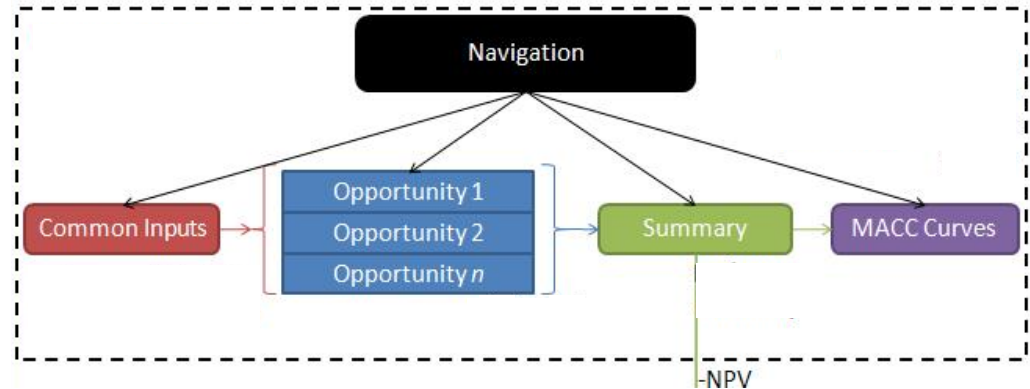 Navigation
Common Inputs
Opportunity 1
Opportunity 2
Opportunity n
Summary
MACC Curves
-NPV